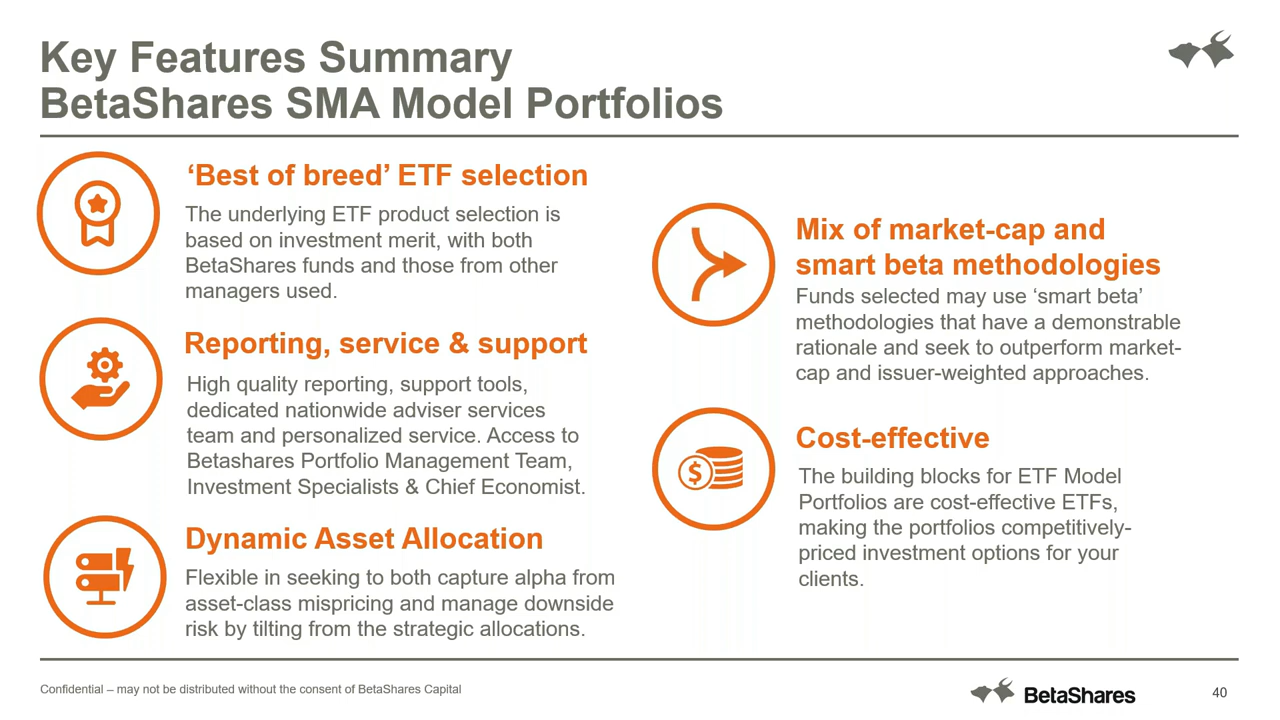 Key Features Summary
BetaShares SMA Model Portfolios
‘Best of breed’ ETF selection
The underlying ETF product selection is
based on investment merit, with both
BetaShares funds and those from other
managers used.
Reporting, service & support
High quality reporting, support tools,
dedicated nationwide adviser services
team and personalized service. Access to
Betashares Portfolio Management Team,
Investment Specialists & Chief Economist.
Dynamic Asset Allocation
Flexible in seeking to both capture alpha from
asset-class mispricing and manage downside
risk by tilting from the strategic allocations.
Mix of market-cap and
smart beta methodologies
Funds selected may use ‘smart beta’
methodologies that have a demonstrable
rationale and seek to outperform market-
cap and issuer-weighted approaches.
$
Cost-effective
The building blocks for ETF Model
Portfolios are cost-effective ETFs,
making the portfolios competitively-
priced investment options for your
clients.
Confidential – may not be distributed without the consent of BetaShares Capital
BetaShares
40